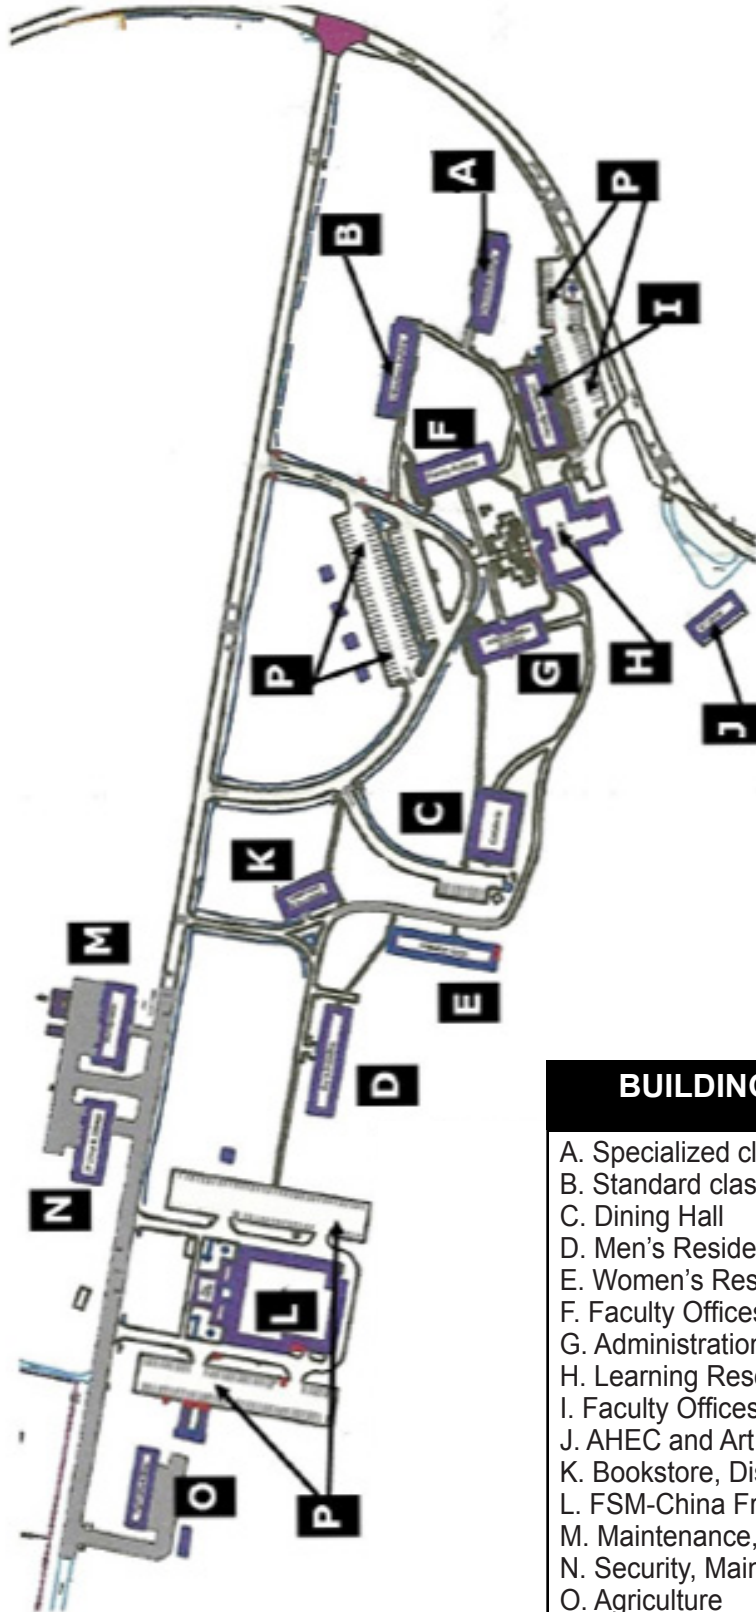 A
P
B
I
F
P
H
G
J
C
K
M
E
D
N
L
O
P
BUILDING
A. Specialized cl
B. Standard clas
C. Dining Hall
D. Men's Reside
E. Women's Res
F. Faculty Offices
G. Administration
H. Learning Res
I. Faculty Offices
J. AHEC and Art
K. Bookstore, Dis
L. FSM-China Fr
M. Maintenance,
N. Security, Main
O. Agriculture